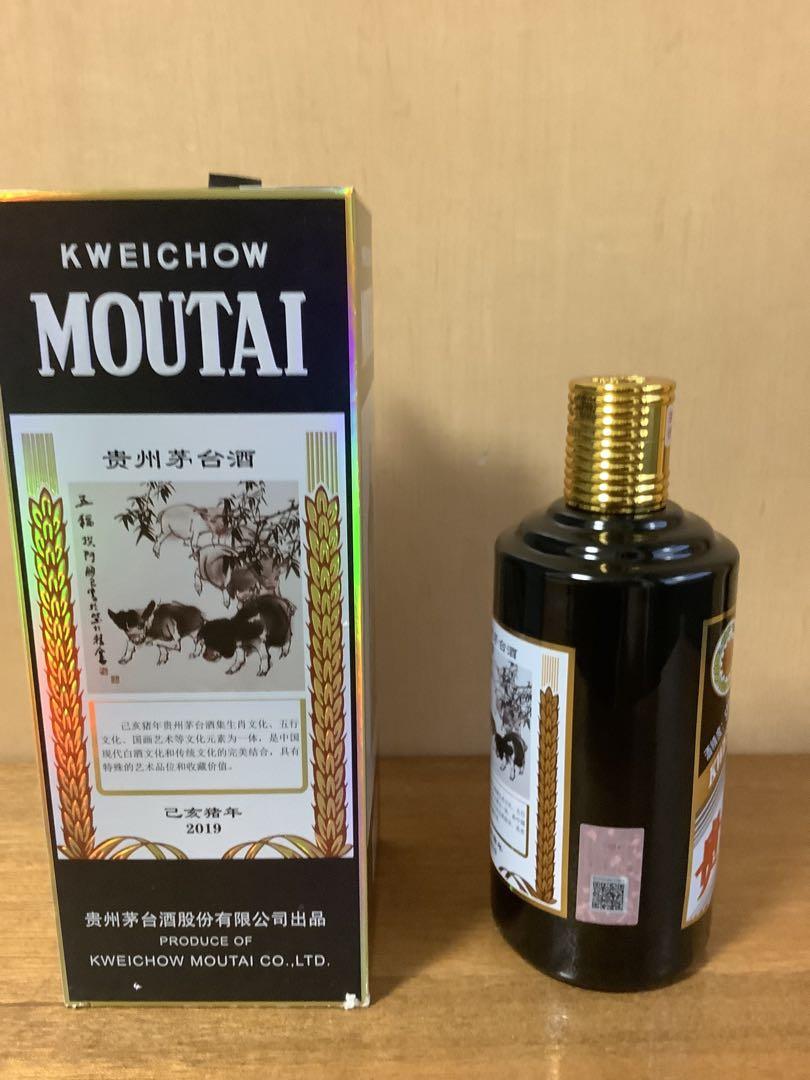 KWEICHOW
MOUTAI
贵州茅台酒
五福
己亥猪年贵州茅台酒集生肖文化、五行
文化、国画艺术等文化元素为一体，是中国
现代白酒文化和传统文化的完美结合，具有
特殊的艺术品位和收藏价值。
己亥猪年
2019
贵州茅台酒股份有限公司出品
PRODUCE OF
KWEICHOW MOUTAI CO.,LTD.
台酒